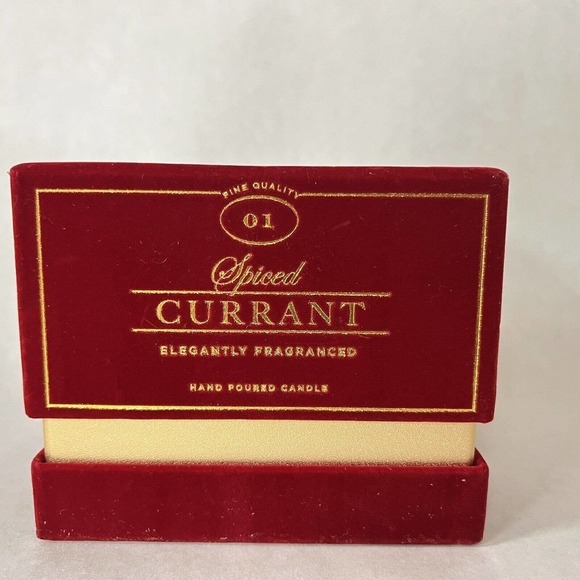 FINE QUALITY
01
Spiced
CURRANT
ELEGANTLY FRAGRANCED
HAND POURED CANDLE